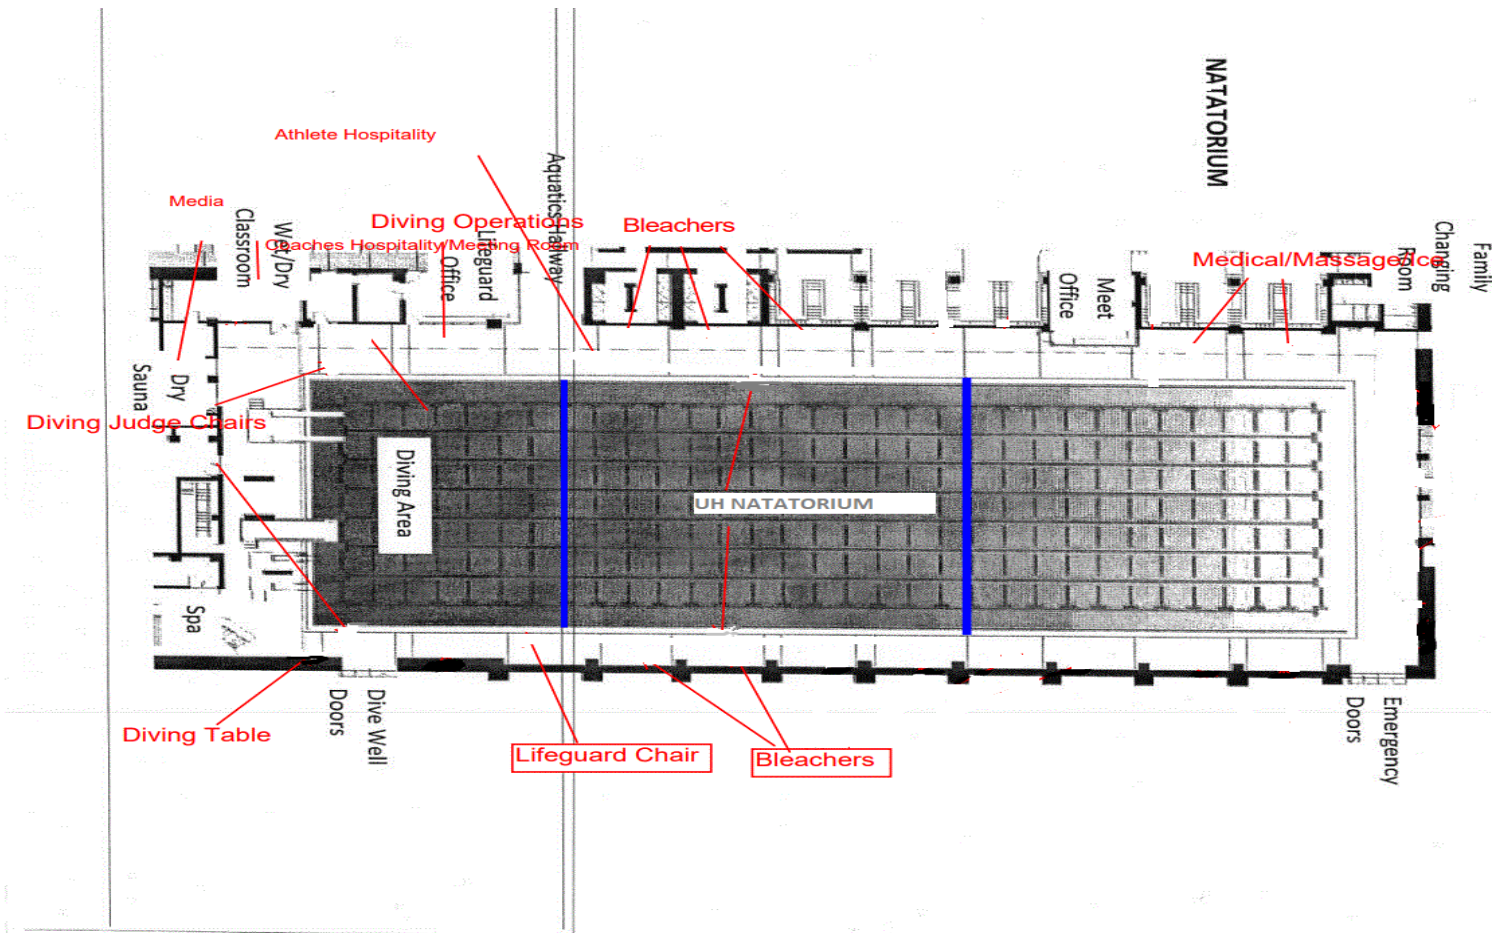 NATATORIUM
Athlete Hospitality
Aquatics Hallway
Media
Wet/Dry
Classroom
Diving Operations
Coaches Hospitality/Meeting Room
Lifeguard
Office
Bleachers
Medical/Massage/Ice
Family
Changing
Room
Meet
Office
Dry
Sauna
Diving Judge Chairs
Diving Area
UH NATATORIUM
Spa
Diving Table
Dive Well
Doors
Lifeguard Chair
Bleachers
Emergency
Doors